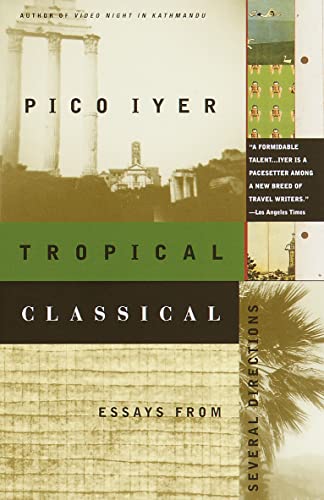 AUTHOR OF VIDEO NIGHT IN KATHMANDU
PICO IYER
"A FORMIDABLE
TALENT...IYER IS A
PACESETTER AMONG
A NEW BREED OF
TRAVEL WRITERS."
—Los Angeles Times
TROPICAL
CLASSICAL
ESSAYS FROM
SEVERAL DIRECTIONS